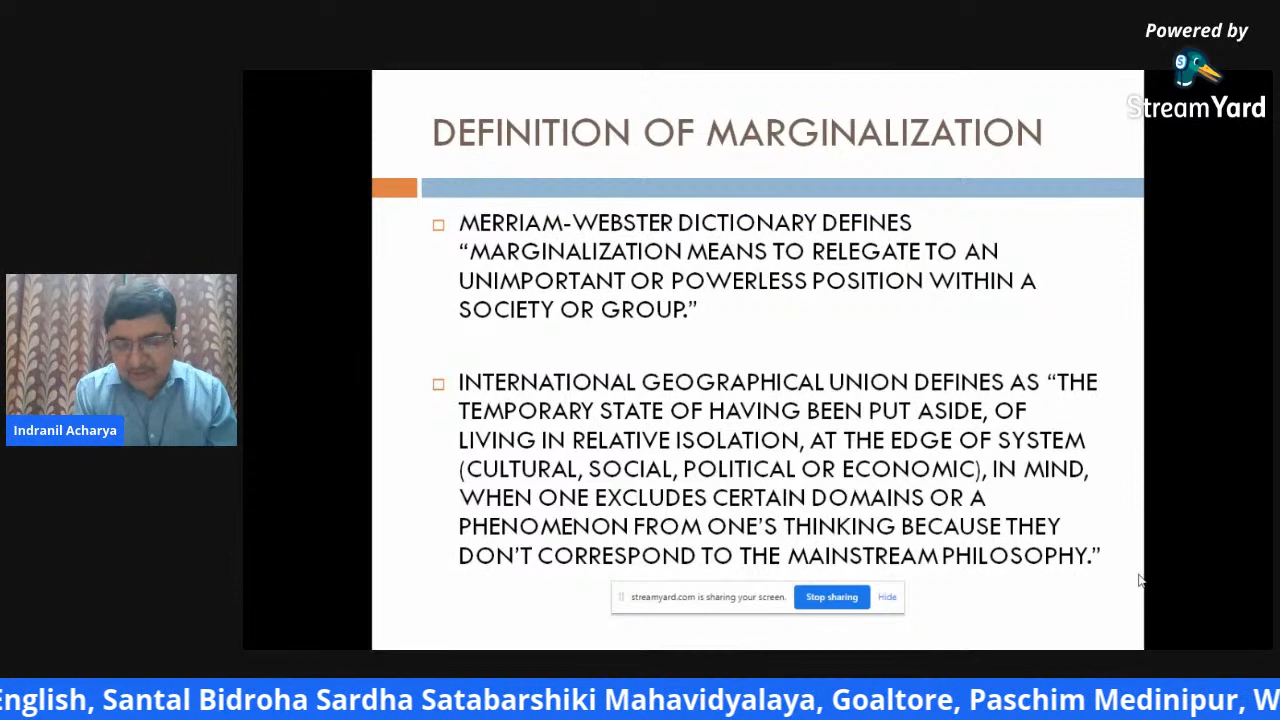 Powered by
StreamYard
DEFINITION OF MARGINALIZATION
MERRIAM-WEBSTER DICTIONARY DEFINES
“MARGINALIZATION MEANS TO RELEGATE TO AN
UNIMPORTANT OR POWERLESS POSITION WITHIN A
SOCIETY OR GROUP.”
INTERNATIONAL GEOGRAPHICAL UNION DEFINES AS “THE
TEMPORARY STATE OF HAVING BEEN PUT ASIDE, OF
LIVING IN RELATIVE ISOLATION, AT THE EDGE OF SYSTEM
(CULTURAL, SOCIAL, POLITICAL OR ECONOMIC), IN MIND,
WHEN ONE EXCLUDES CERTAIN DOMAINS OR A
PHENOMENON FROM ONE’S THINKING BECAUSE THEY
DON’T CORRESPOND TO THE MAINSTREAM PHILOSOPHY.”
streamyard.com is sharing your screen. Stop sharing Hide
Indranil Acharya
English, Santal Bidroha Sardha Satabarshiki Mahavidyalaya, Goaltore, Paschim Medinipur, W